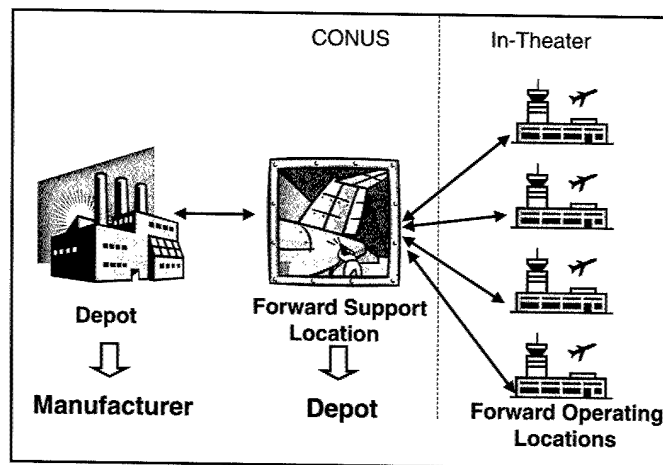 CONUS
In-Theater
Depot
Forward Support
Location
Manufacturer
Depot
Forward Operating
Locations